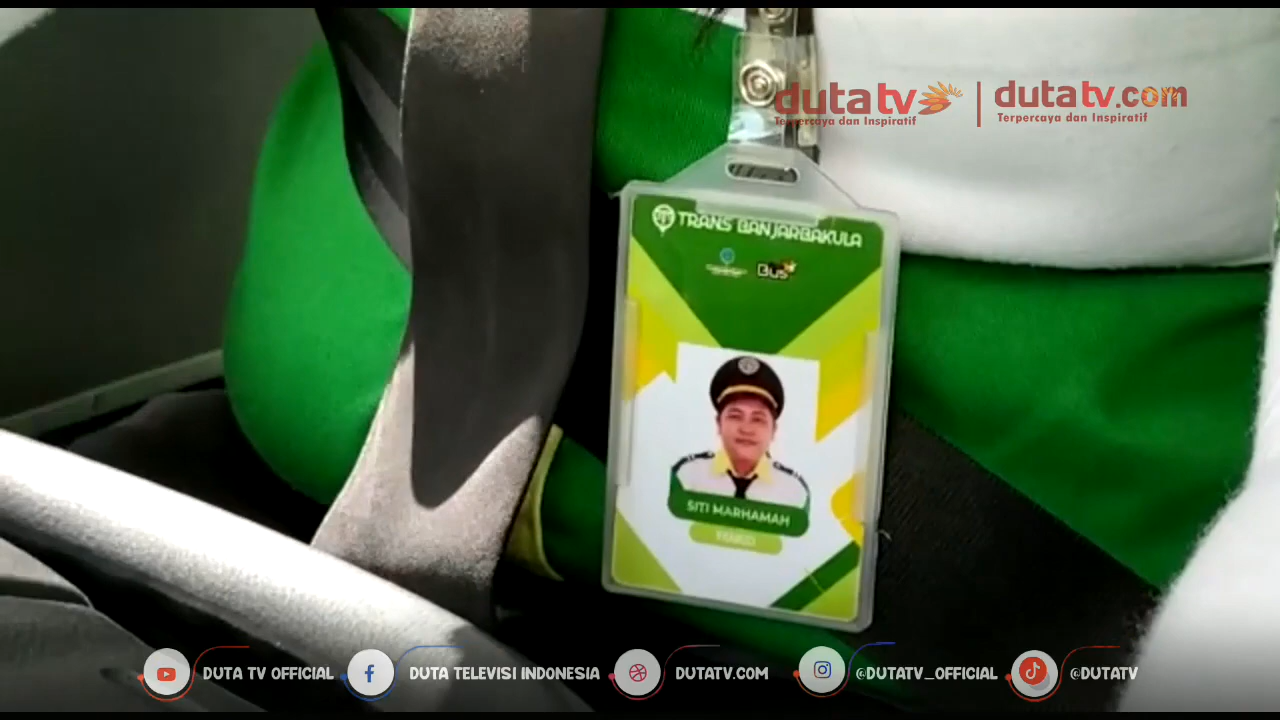 dutatv
Terpercaya dan Inspiratif
dutatv.com
Terpercaya dan Inspiratif
TRANS BANJARBAKULA
Bus
SITI MARHAMAH
DUTA TV OFFICIAL
DUTA TELEVISI INDONESIA
DUTATV.COM
@DUTATV_OFFICIAL
@DUTATV